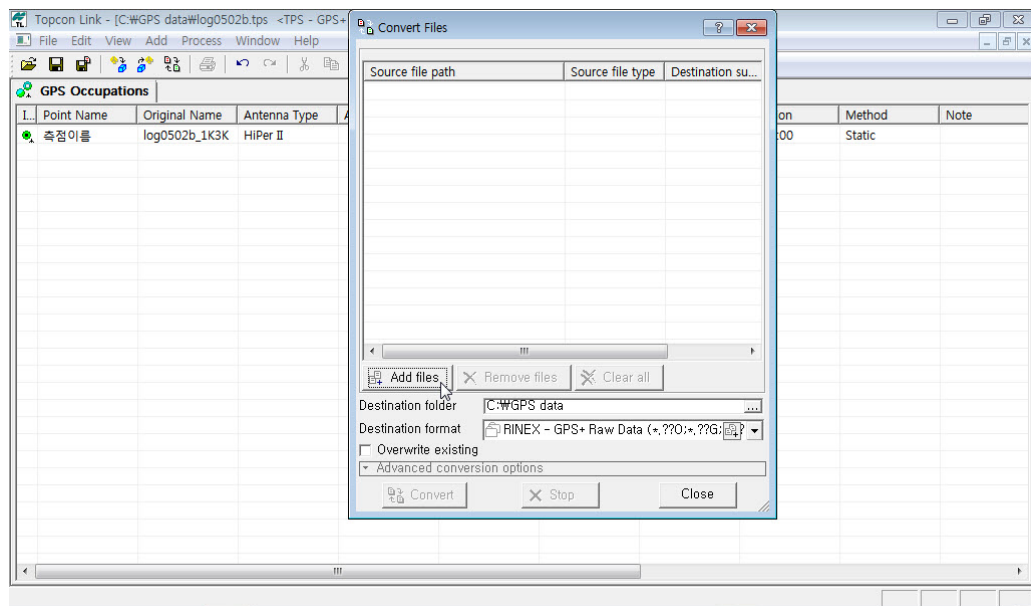 Topcon Link - [C:₩GPS data₩log0502b.tps <TPS - GPS+
File Edit View Add Process Window Help
GPS Occupations
I... Point Name Original Name Antenna Type A on Method Note
측점이름 log0502b_1K3K HiPer II :00 Static
Convert Files
Source file path Source file type Destination su...
Add files Remove files Clear all
Destination folder C:₩GPS data ...
Destination format RINEX - GPS+ Raw Data (*,??O;*,??G;
Overwrite existing
Advanced conversion options
Convert Stop Close